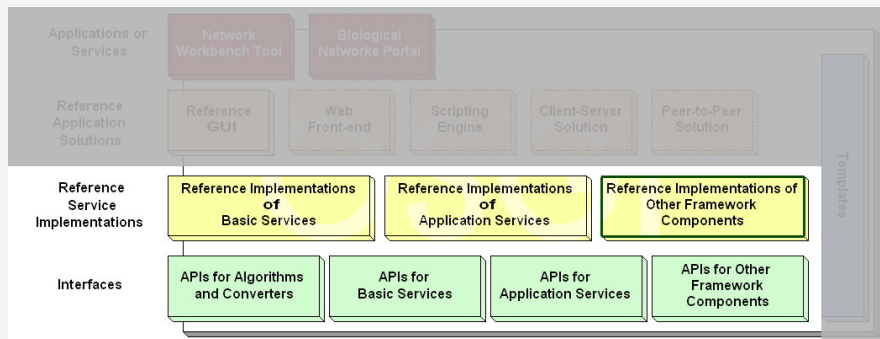 Applications or
Services
Network
Workbench Tool
Biological
Networks Portal
Reference
Application
Solutions
Reference
GUI
Web
Front-end
Scripting
Engine
Client-Server
Solution
Peer-to-Peer
Solution
Templates
Reference
Service
Implementations
Reference Implementations
of
Basic Services
Reference Implementations
of
Application Services
Reference Implementations of
Other Framework
Components
Interfaces
APIs for Algorithms
and Converters
APIs for
Basic Services
APIs for
Application Services
APIs for Other
Framework
Components